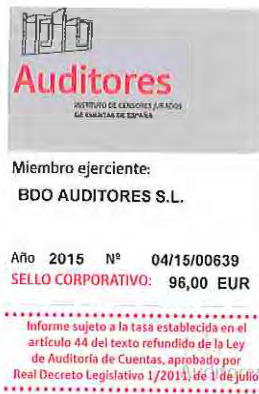 Auditores
INSTITUTO DE CENSORES JURADOS
DE CUENTAS DE ESPAÑA
Miembro ejerciente:
BDO AUDITORES S.L.
Año 2015 Nº 04/15/00639
SELLO CORPORATIVO: 96,00 EUR
Informe sujeto a la tasa establecida en el
artículo 44 del texto refundido de la Ley
de Auditoría de Cuentas, aprobado por
Real Decreto Legislativo 1/2011, de 1 de julio